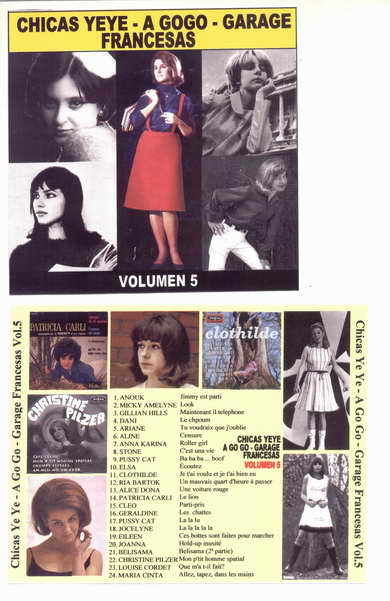 CHICAS YEYE - A GOGO - GARAGE
FRANCESAS
VOLUMEN 5
Chicas Ye Ye - A Go Go - Garage Francesas Vol.5
PATRICIA CARLI
clothilde
CHRISTINE
PILZER
1. ANOUK Jimmy est parti
2. MICKY AMELYNE Look
3. GILLIAN HILLS Maintenant il telephone
4. DANI Le chpoum
5. ARIANE Tu voudraix que j'oublie
6. ALINE Censure
7. ANNA KARINA Roller girl
8. STONE C'est una vie
9. PUSSY CAT Ba ba ba ... boof
10. ELSA Ecoutez
11. CLOTHILDE Je t'ai voulu et je t'ai bien eu
12. RIA BARTOK Un mauvais quart d'heure à passer
13. ALICE DONA Une voiture rouge
14. PATRICIA CARLI Le lion
15. CLEO Parti-pris
16. GERALDINE Les chattes
17. PUSSY CAT La la lu
18. JOCELYNE La la la la la
19. EILEEN Ces bottes sont faites pour marcher
20. JOANNA Hold-up inusité
21. BELISAMA Belisama (2ª partie)
22. CHRISTINE PILZER Mon p'tit homme spatial
23. LOUISE CORDET Que m'a t-il fait?
24. MARIA CINTA Allez, tapez, dans les mains
CHICAS YE YE
A GO GO - GARAGE
FRANCESAS
VOLUMEN 5
Chicas Ye Ye - A Go Go - Garage Francesas Vol.5